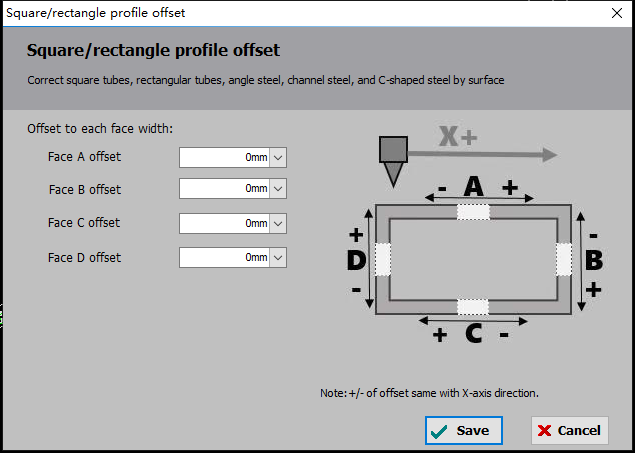 Square/rectangle profile offset
Square/rectangle profile offset
Correct square tubes, rectangular tubes, angle steel, channel steel, and C-shaped steel by surface
Offset to each face width:
Face A offset 0mm
Face B offset 0mm
Face C offset 0mm
Face D offset 0mm
X+
- A +
+ D -
- B +
+ C -
Note:+/- of offset same with X-axis direction.
Save
Cancel